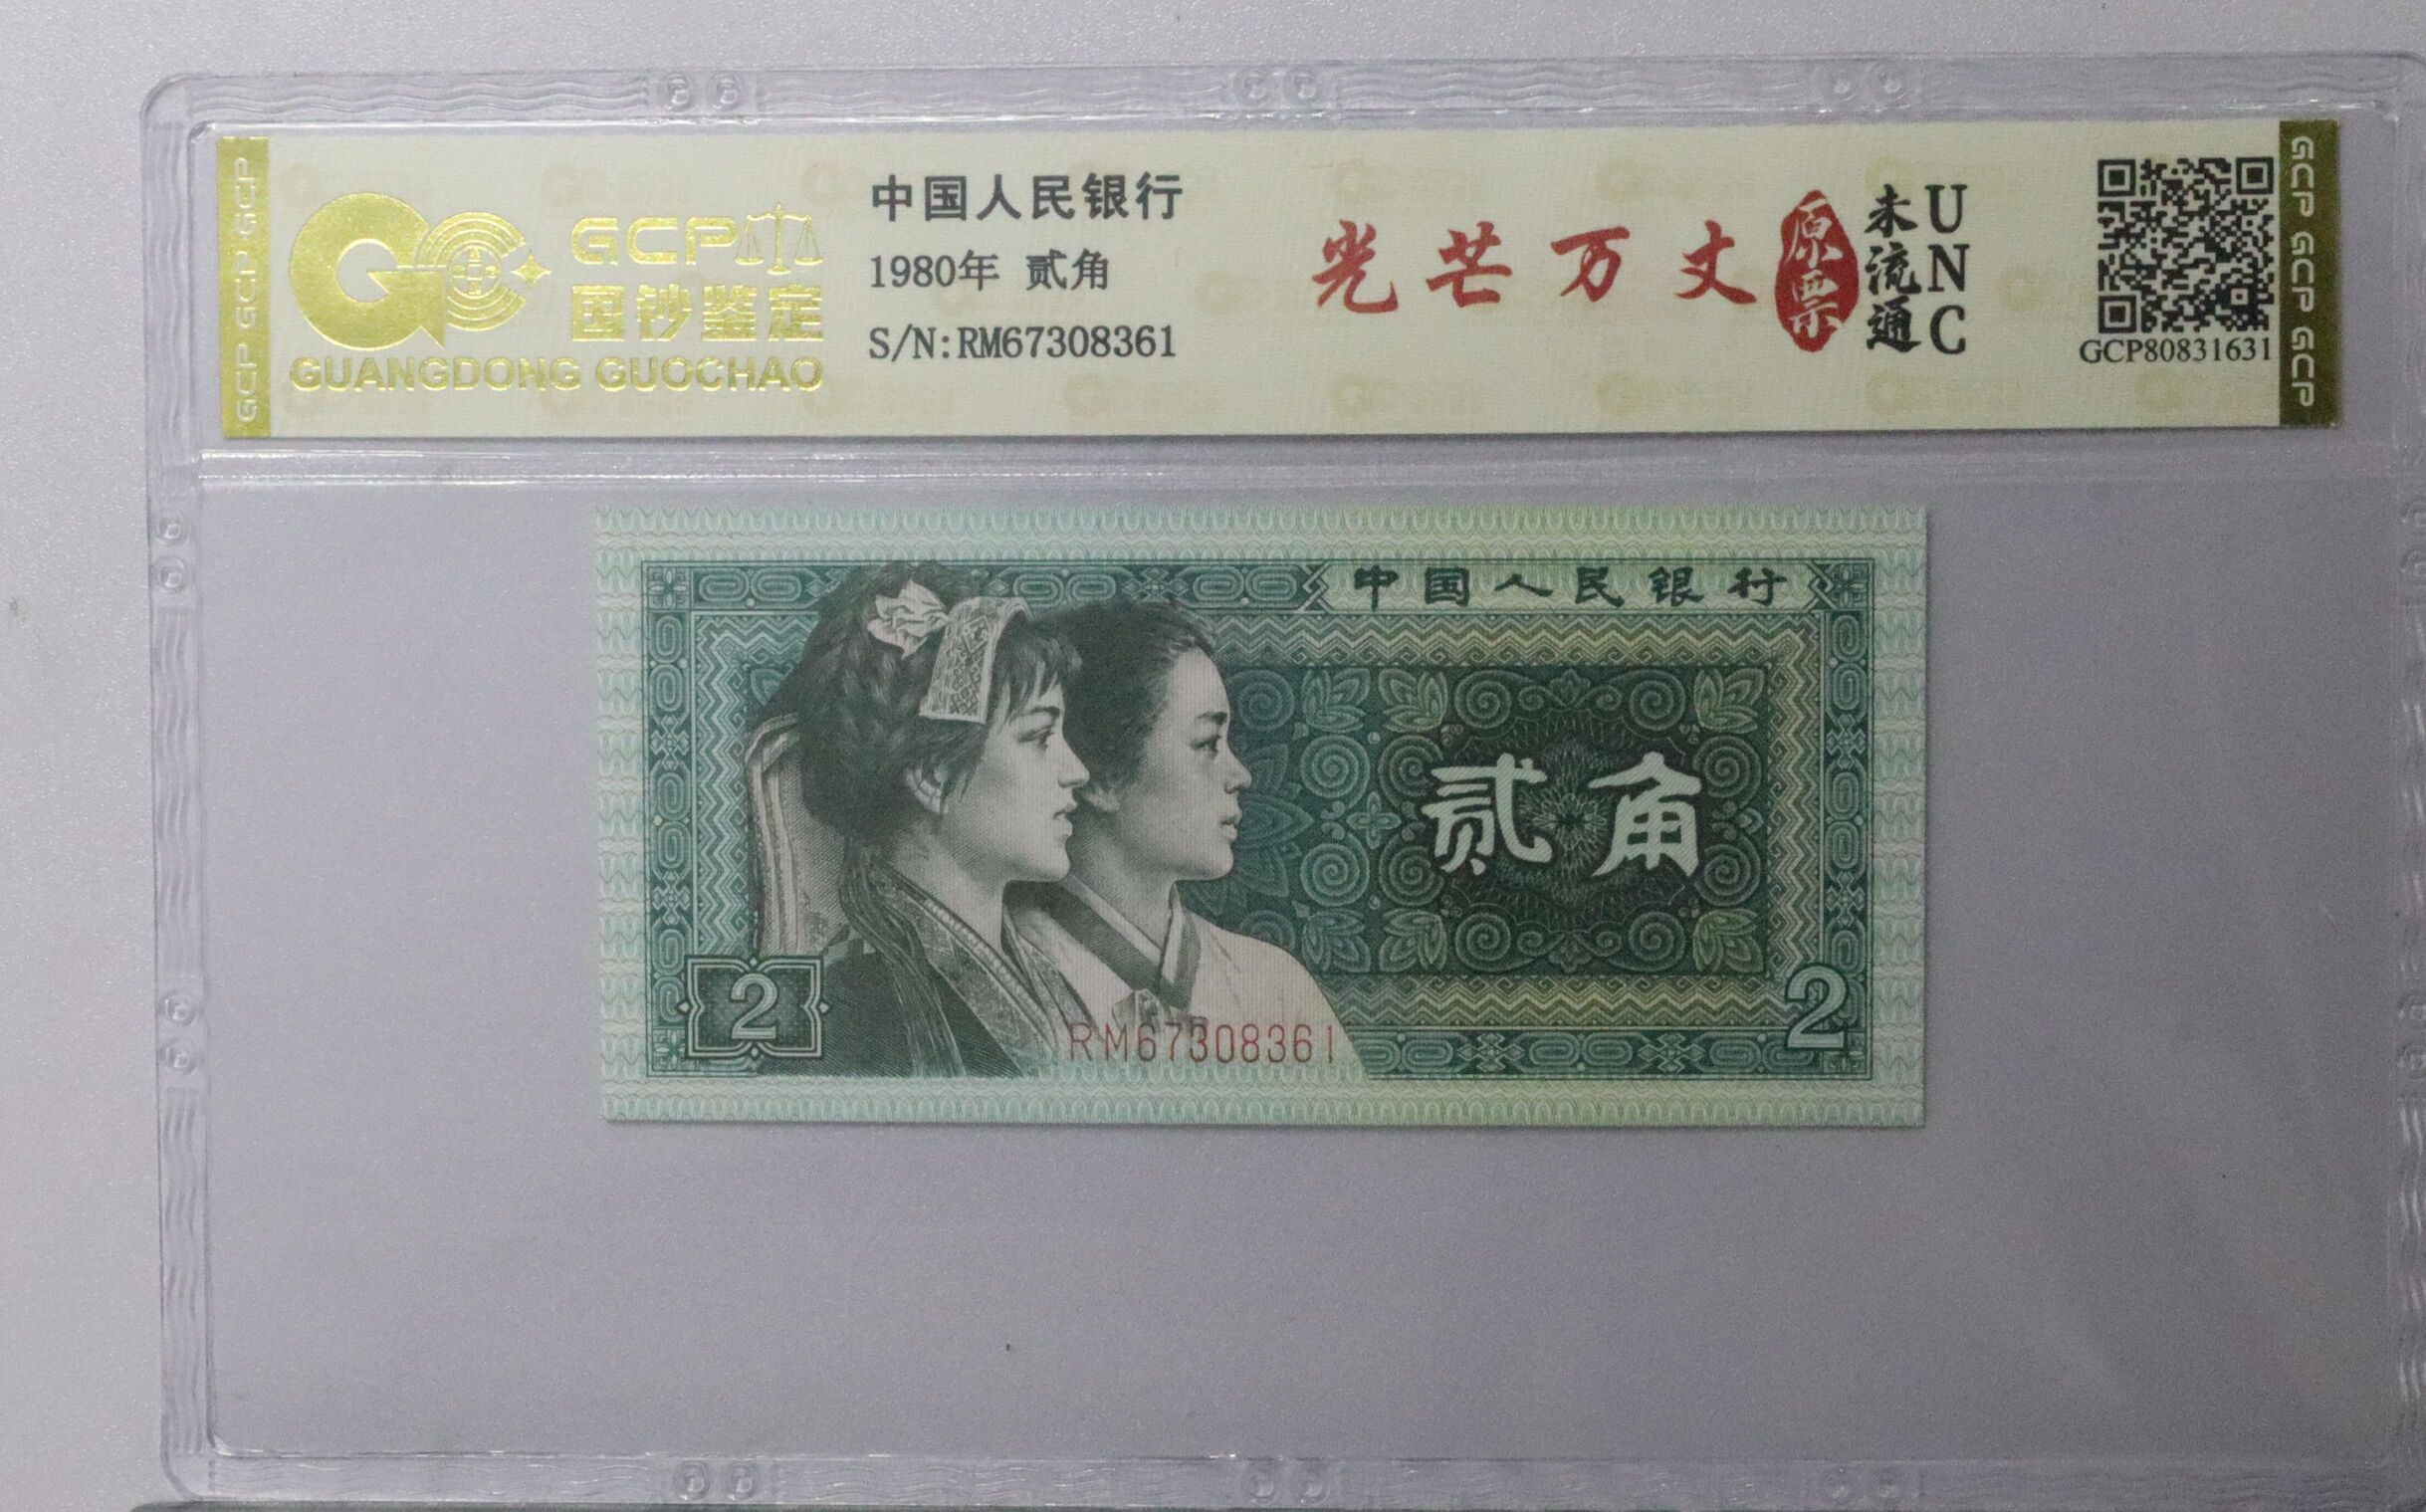 GCP GCP GCP
GCP
国钞鉴定
GUANGDONG GUOCHAO
中国人民银行
1980年 贰角
S/N:RM67308361
光芒万丈
原票
未流通
UNC
GCP80831631
GCP GCP GCP
中国人民银行
贰角
2
RM67308361
2